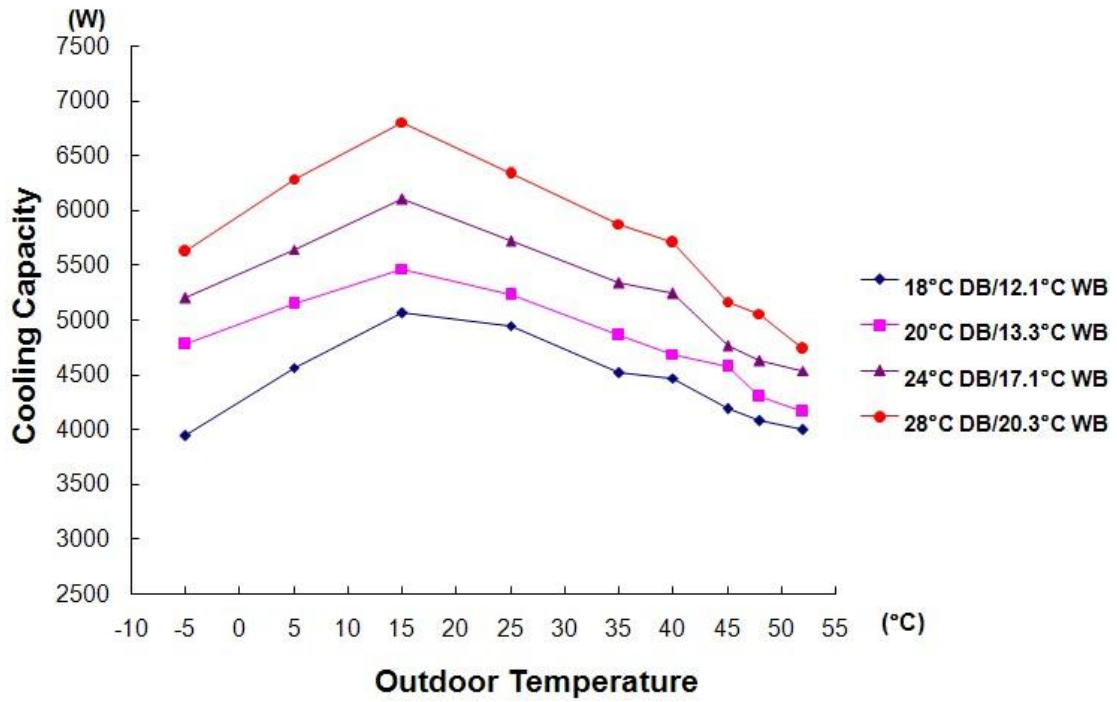 (W)
7500
7000
6500
6000
5500
5000
4500
4000
3500
3000
2500
Cooling Capacity
-10 -5 0 5 10 15 20 25 30 35 40 45 50 55
(°C)
Outdoor Temperature
18°C DB/12.1°C WB
20°C DB/13.3°C WB
24°C DB/17.1°C WB
28°C DB/20.3°C WB